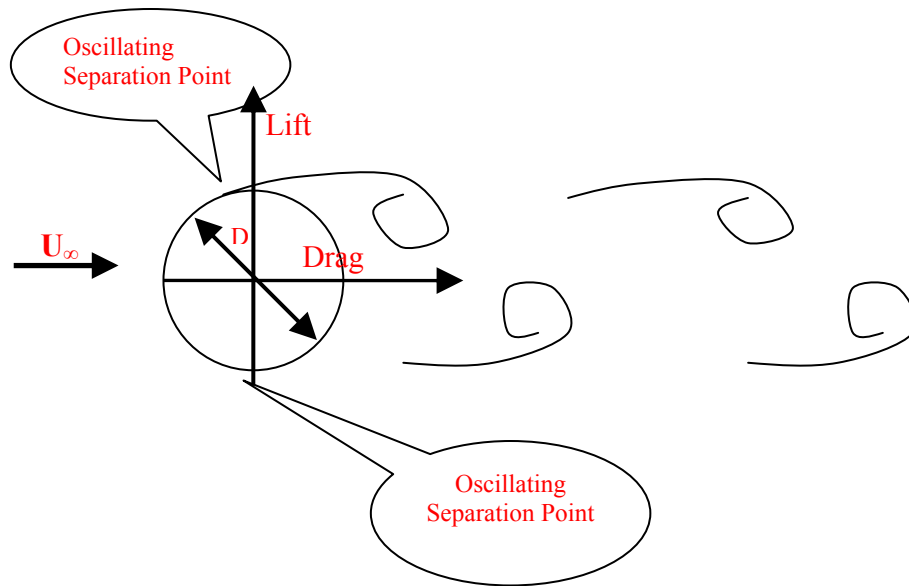 Oscillating
Separation Point
Lift
D
Drag
U∞
Oscillating
Separation Point